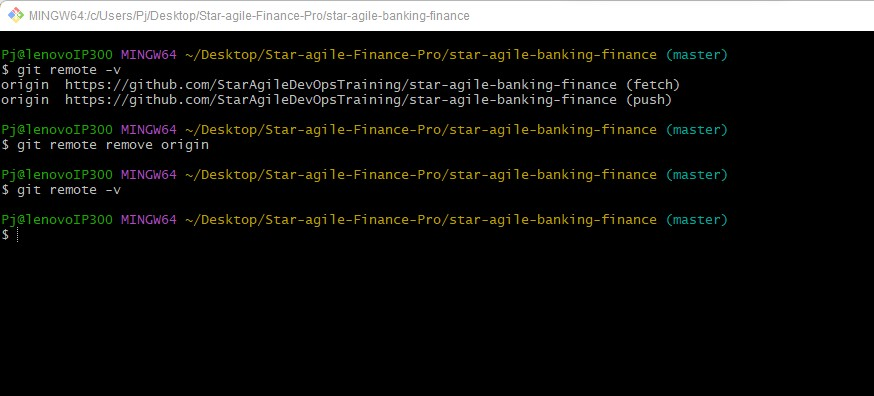 MINGW64:/c/Users/Pj/Desktop/Star-agile-Finance-Pro/star-agile-banking-finance
Pj@lenovoIP300 MINGW64 ~/Desktop/Star-agile-Finance-Pro/star-agile-banking-finance (master)
$ git remote -v
origin  https://github.com/StarAgileDevOpsTraining/star-agile-banking-finance (fetch)
origin  https://github.com/StarAgileDevOpsTraining/star-agile-banking-finance (push)
Pj@lenovoIP300 MINGW64 ~/Desktop/Star-agile-Finance-Pro/star-agile-banking-finance (master)
$ git remote remove origin
Pj@lenovoIP300 MINGW64 ~/Desktop/Star-agile-Finance-Pro/star-agile-banking-finance (master)
$ git remote -v
Pj@lenovoIP300 MINGW64 ~/Desktop/Star-agile-Finance-Pro/star-agile-banking-finance (master)
$